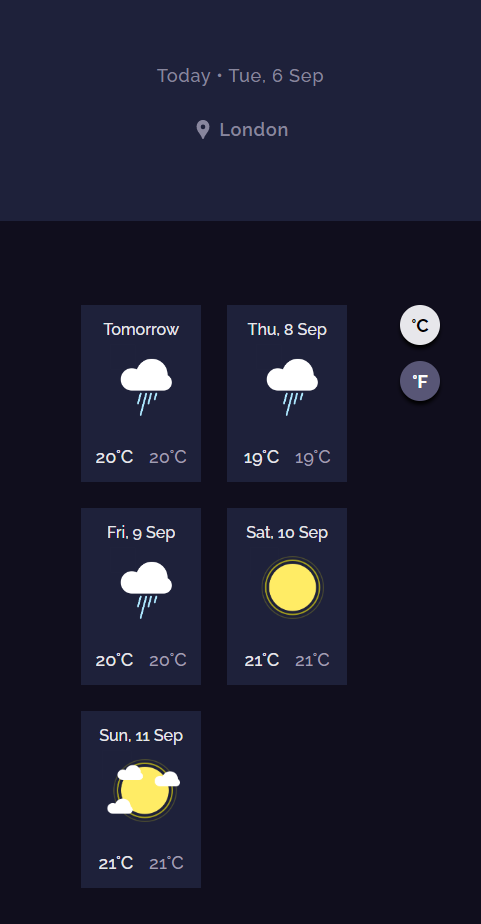 Today • Tue, 6 Sep
London
Tomorrow
20°C 20°C
Thu, 8 Sep
19°C 19°C
°C
°F
Fri, 9 Sep
20°C 20°C
Sat, 10 Sep
21°C 21°C
Sun, 11 Sep
21°C 21°C